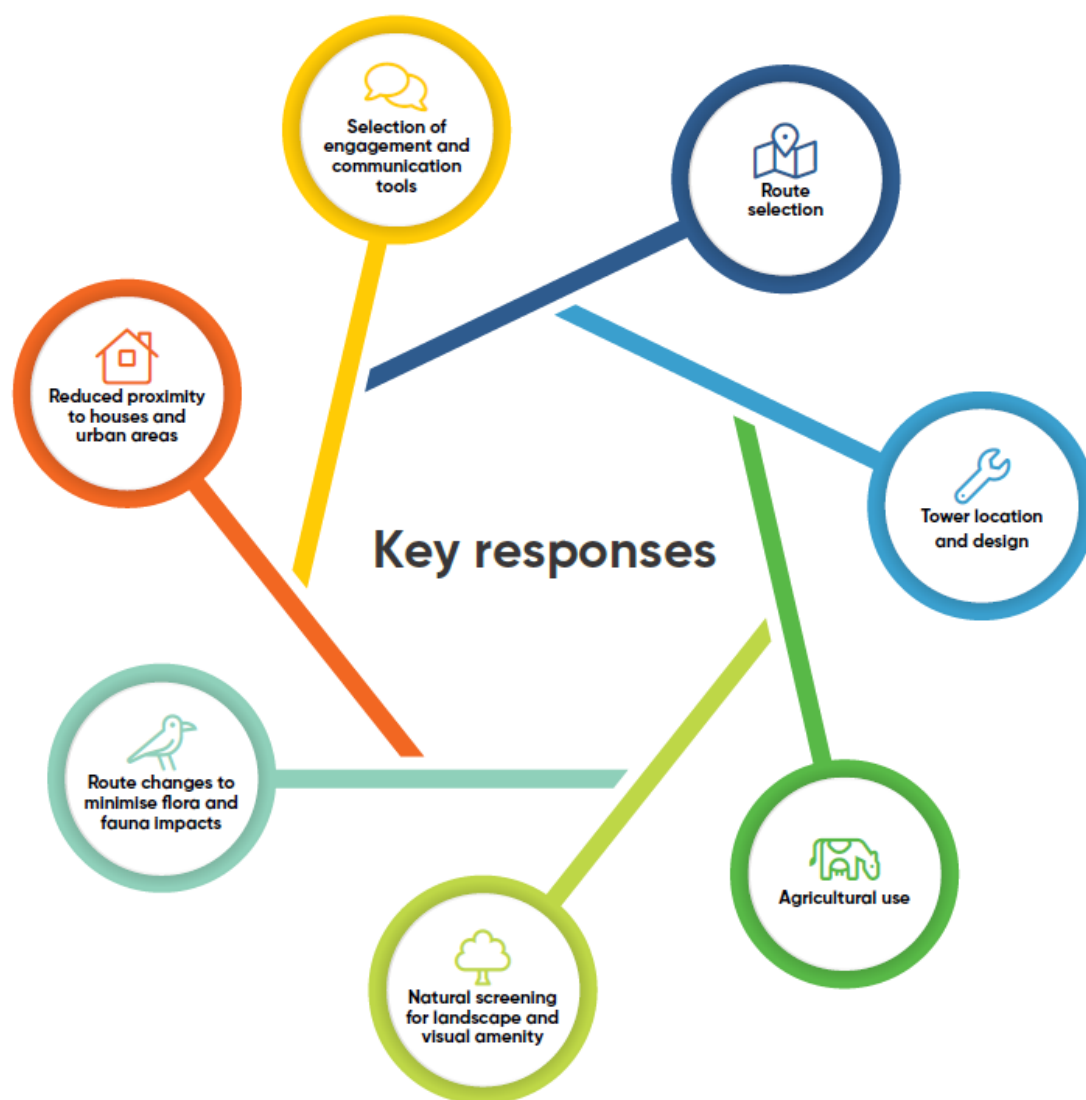 Selection of
engagement and
communication
tools
Route
selection
Reduced proximity
to houses and
urban areas
Tower location
and design
Key responses
Route changes to
minimise flora and
fauna impacts
Agricultural use
Natural screening
for landscape and
visual amenity